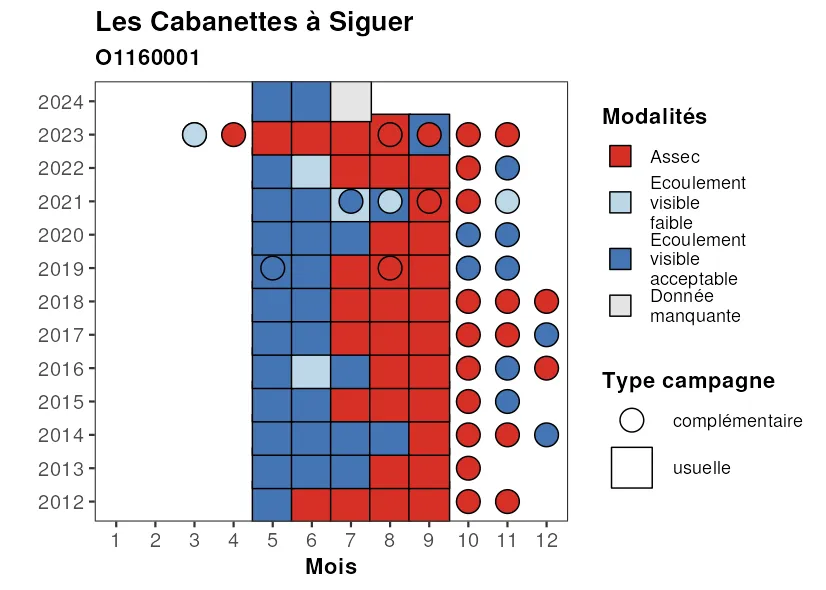 Les Cabanettes à Siguer
O1160001
2024
2023
2022
2021
2020
2019
2018
2017
2016
2015
2014
2013
2012
1 2 3 4 5 6 7 8 9 10 11 12
Mois
Modalités
Assec
Ecoulement
visible
faible
Ecoulement
visible
acceptable
Donnée
manquante
Type campagne
complémentaire
usuelle